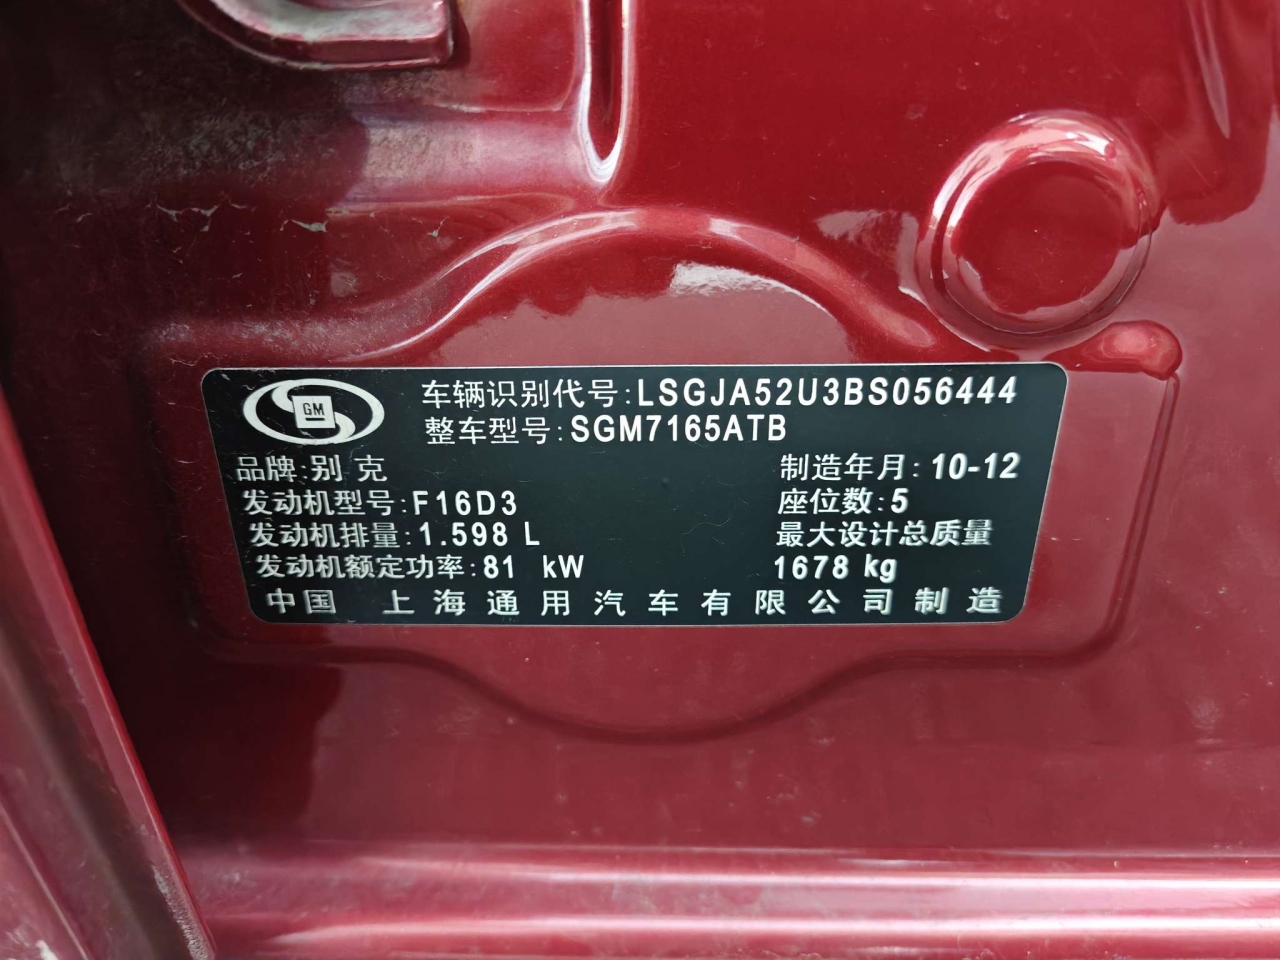 GM
车辆识别代号:LSGJA52U3BS056444
整车型号:SGM7165ATB
品牌:别克 制造年月:10-12
发动机型号:F16D3 座位数:5
发动机排量:1.598 L 最大设计总质量
发动机额定功率:81 kW 1678 kg
中国 上海通用汽车有限公司制造